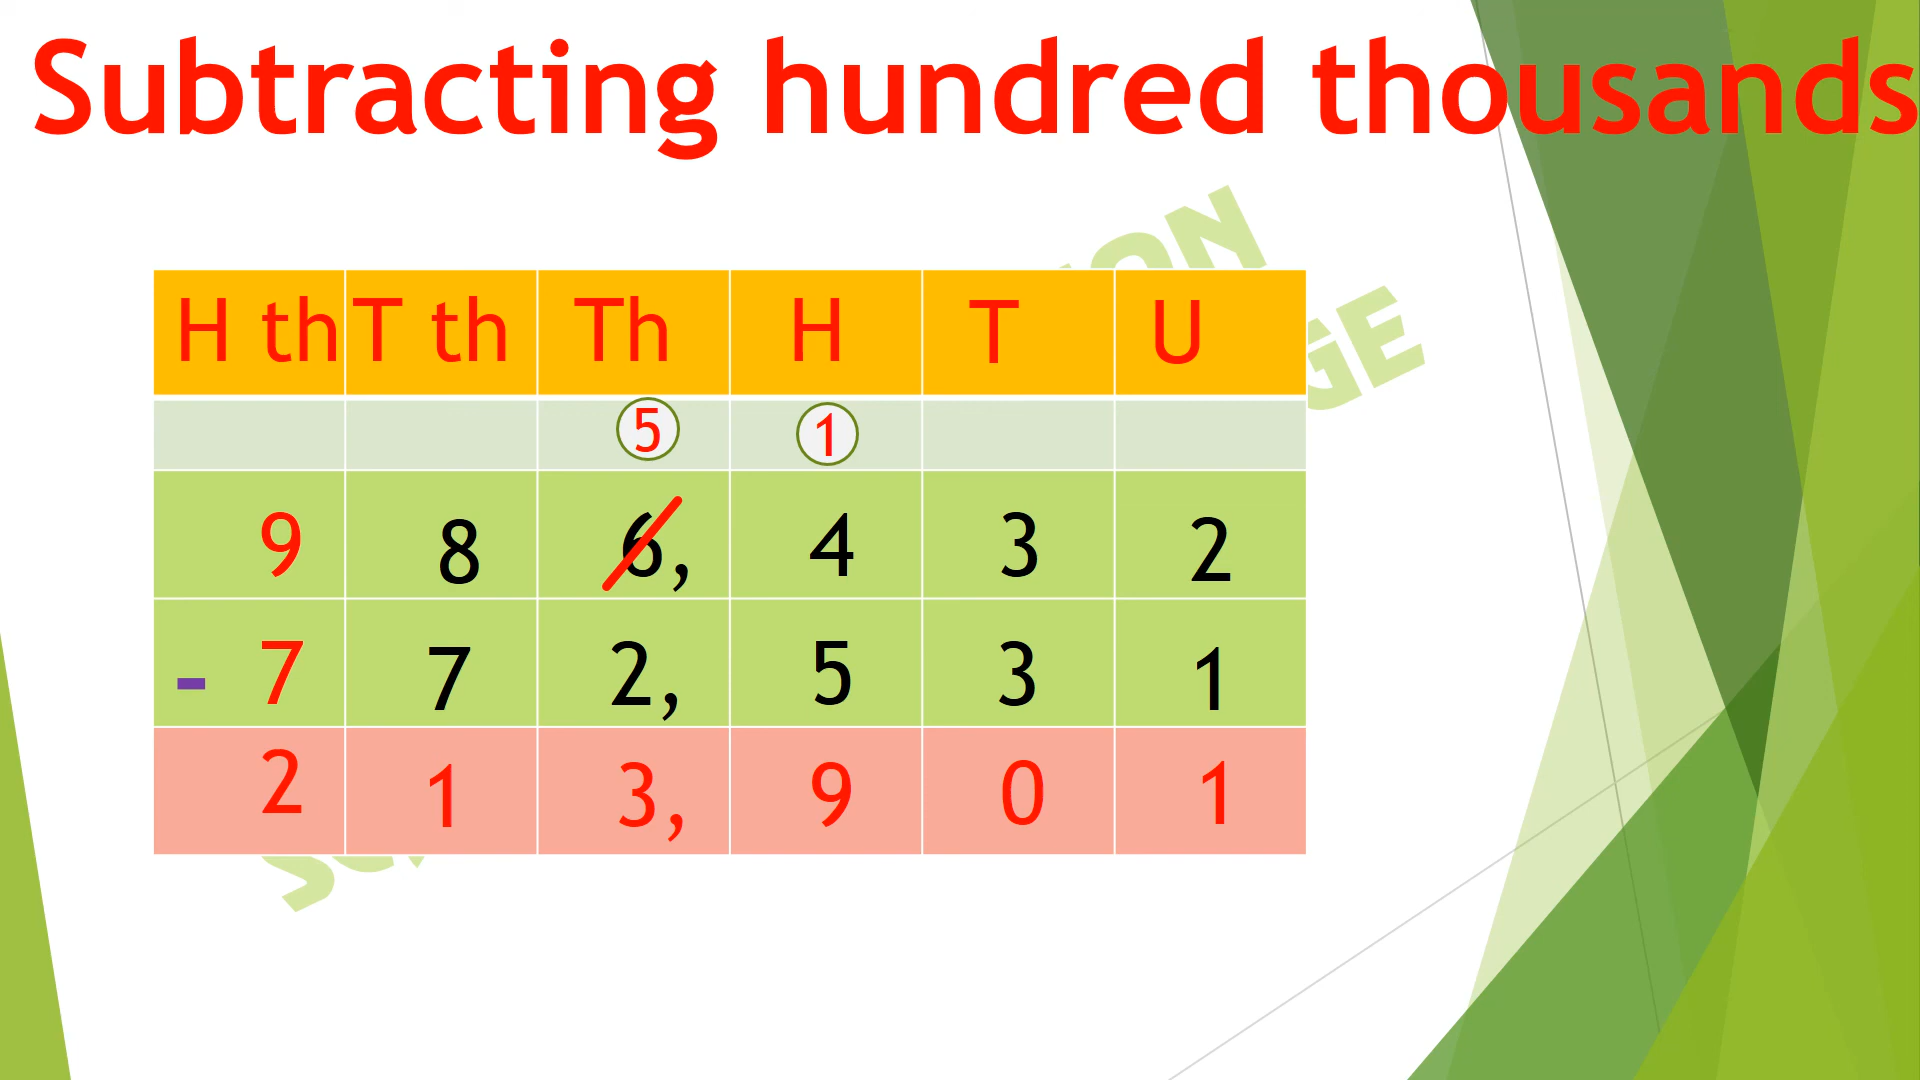 Subtracting hundred thousands
H th T th Th H T U
5 1
9 8 6, 4 3 2
- 7 7 2, 5 3 1
2 1 3, 9 0 1